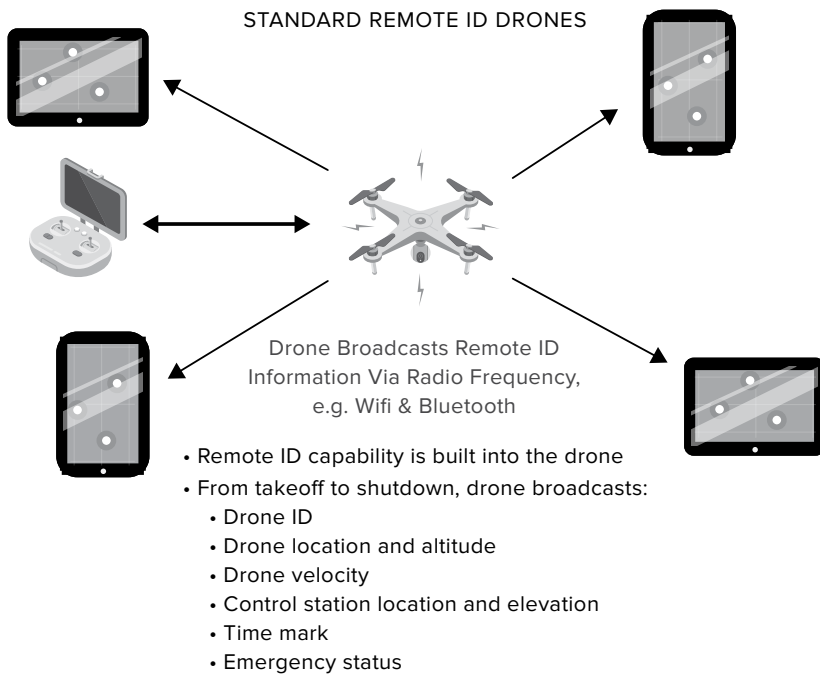 STANDARD REMOTE ID DRONES
Drone Broadcasts Remote ID
Information Via Radio Frequency,
e.g. Wifi & Bluetooth
• Remote ID capability is built into the drone
• From takeoff to shutdown, drone broadcasts:
• Drone ID
• Drone location and altitude
• Drone velocity
• Control station location and elevation
• Time mark
• Emergency status